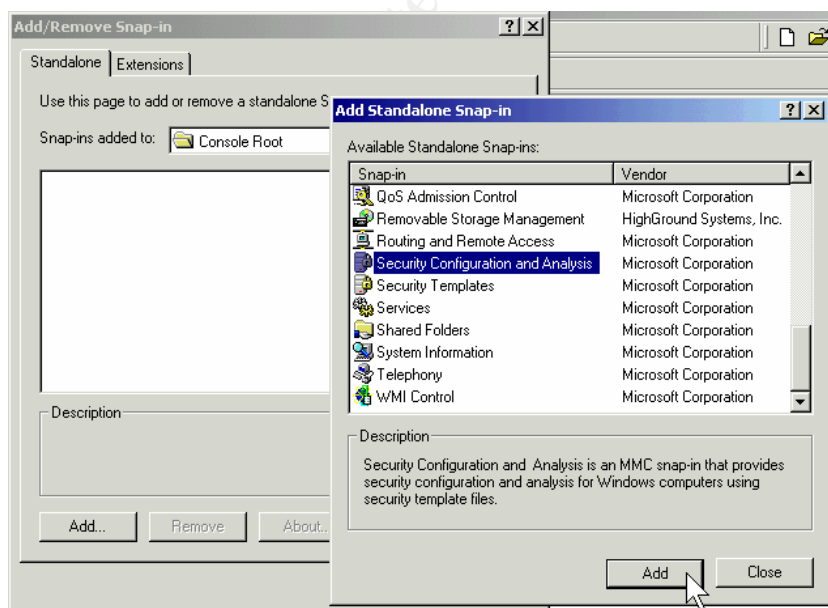 Add/Remove Snap-in
Standalone
Extensions
Use this page to add or remove a standalone S
Snap-ins added to:
Console Root
Description
Add...
Remove
About..
Add Standalone Snap-in
Available Standalone Snap-ins:
Snap-in Vendor
QoS Admission Control Microsoft Corporation
Removable Storage Management HighGround Systems, Inc.
Routing and Remote Access Microsoft Corporation
Security Configuration and Analysis Microsoft Corporation
Security Templates Microsoft Corporation
Services Microsoft Corporation
Shared Folders Microsoft Corporation
System Information Microsoft Corporation
Telephony Microsoft Corporation
WMI Control Microsoft Corporation
Description
Security Configuration and Analysis is an MMC snap-in that provides
security configuration and analysis for Windows computers using
security template files.
Add
Close